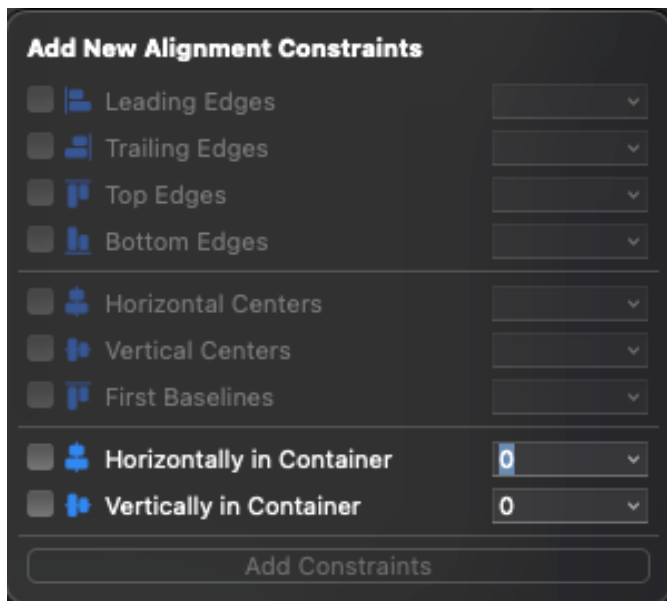 Add New Alignment Constraints
Leading Edges
Trailing Edges
Top Edges
Bottom Edges
Horizontal Centers
Vertical Centers
First Baselines
Horizontally in Container 0
Vertically in Container 0
Add Constraints